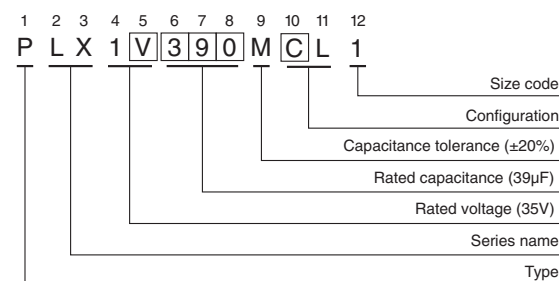 1 2 3 4 5 6 7 8 9 10 11 12
P L X 1 V 3 9 0 M C L 1
Size code
Configuration
Capacitance tolerance (±20%)
Rated capacitance (39µF)
Rated voltage (35V)
Series name
Type